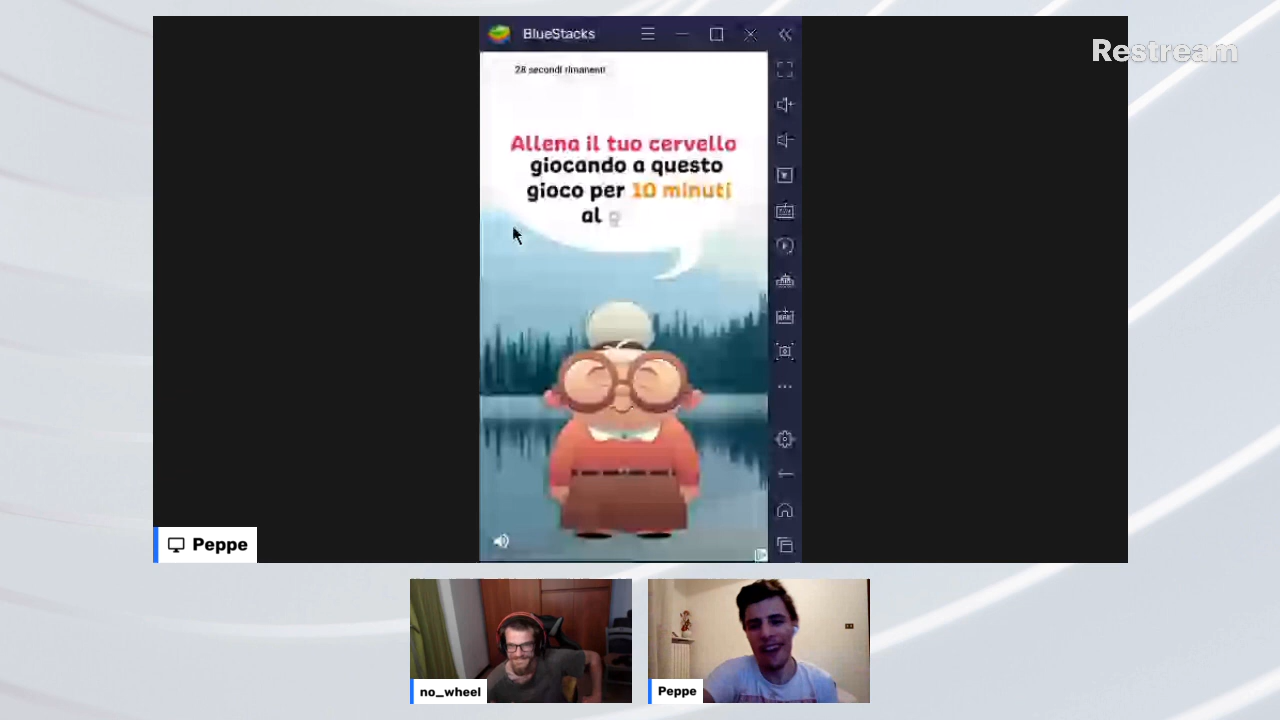 BlueStacks
Restream
28 secondi rimanenti
Allena il tuo cervello
giocando a questo
gioco per 10 minuti
al g
Peppe
no_wheel
Peppe